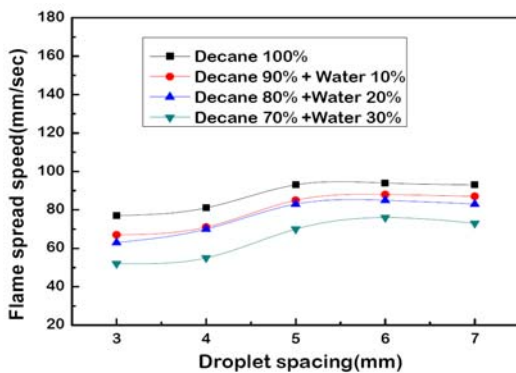 180
160
140
120
100
80
60
40
20
Flame spread speed(mm/sec)
Decane 100%
Decane 90% + Water 10%
Decane 80% +Water 20%
Decane 70% +Water 30%
3 4 5 6 7
Droplet spacing(mm)